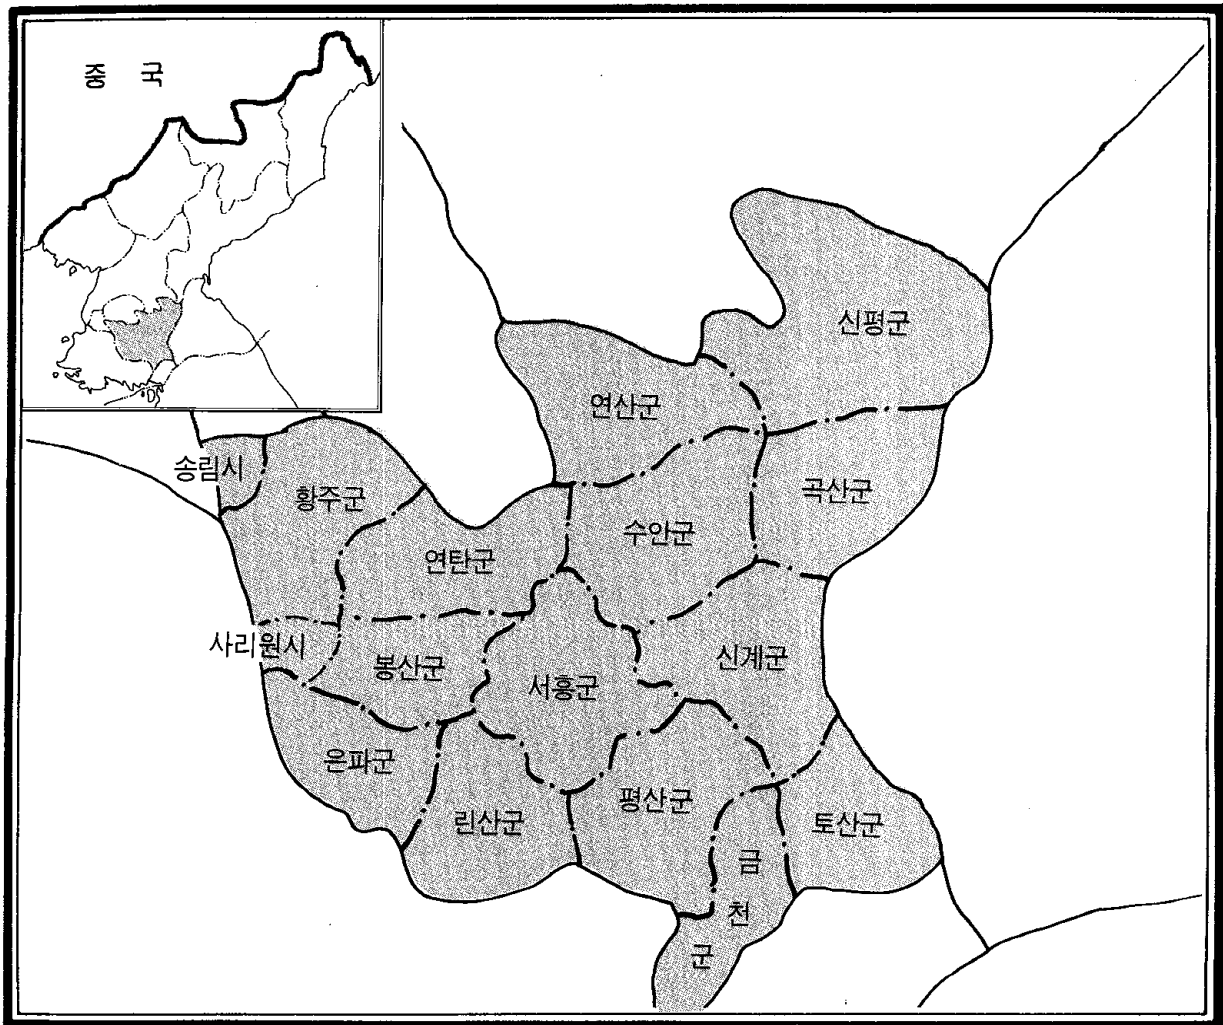 중 국
신평군
연산군
송림시
황주군
곡산군
수안군
연탄군
사리원시
봉산군
신계군
서흥군
은파군
린산군
평산군
토산군
금
천
군